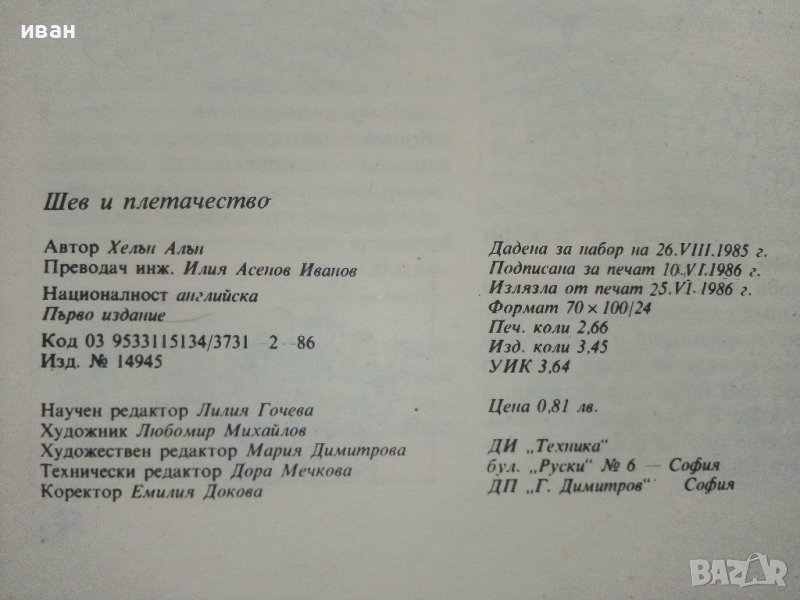 иван
Шев и плетачество
Автор Хелън Алън
Преводач инж. Илия Асенов Иванов
Националност английска
Първо издание
Код 03 9533115134/3731 -2 -86
Изд. № 14945
Научен редактор Лилия Гочева
Художник Любомир Михайлов
Художествен редактор Мария Димитрова
Технически редактор Дора Мечкова
Коректор Емилия Докова
Дадена за набор на 26.VIII.1985 г.
Подписана за печат 10.VI.1986 г.
Излязла от печат 25.VI.1986 г.
Формат 70 × 100/24
Печ. коли 2,66
Изд. коли 3,45
УИК 3,64
Цена 0,81 лв.
ДИ „Техника"
бул. „Руски" № 6 — София
ДП „Г. Димитров" София
BAZAR